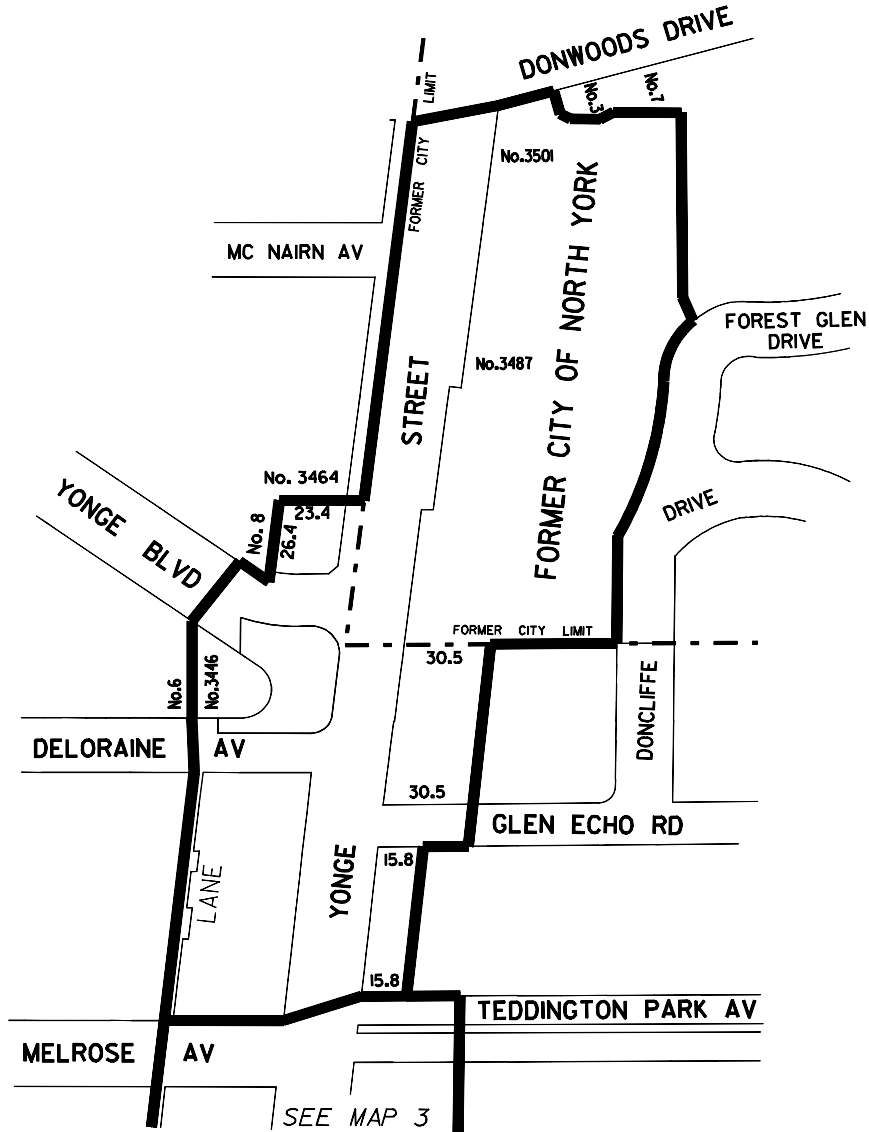 DONWOODS DRIVE
LIMIT
No.3
No.7
CITY
No.3501
FORMER
MC NAIRN AV
FORMER CITY OF NORTH YORK
FOREST GLEN
DRIVE
No.3487
STREET
No. 3464
23.4
No. 8
26.4
YONGE BLVD
DRIVE
FORMER CITY LIMIT
30.5
No.6
No.3446
DONCLIFFE
DELORAINE AV
30.5
GLEN ECHO RD
15.8
YONGE
LANE
15.8
TEDDINGTON PARK AV
MELROSE AV
SEE MAP 3